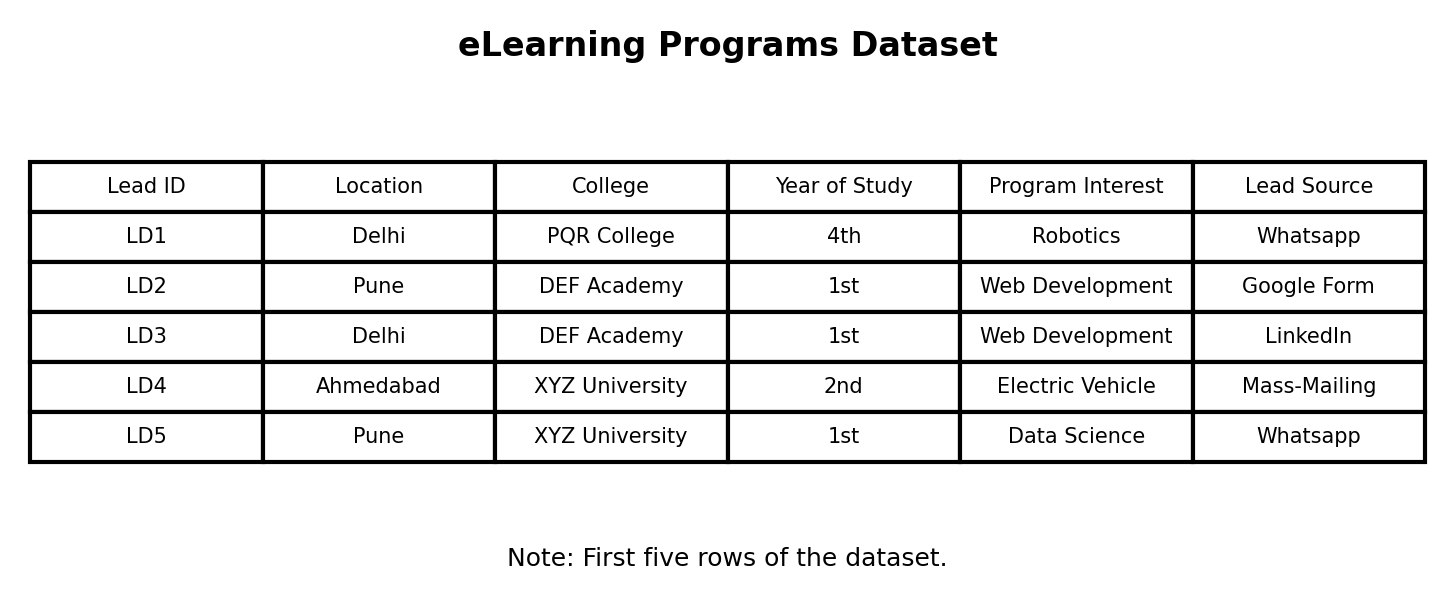 eLearning Programs Dataset
Lead ID Location College Year of Study Program Interest Lead Source
LD1 Delhi PQR College 4th Robotics Whatsapp
LD2 Pune DEF Academy 1st Web Development Google Form
LD3 Delhi DEF Academy 1st Web Development LinkedIn
LD4 Ahmedabad XYZ University 2nd Electric Vehicle Mass-Mailing
LD5 Pune XYZ University 1st Data Science Whatsapp
Note: First five rows of the dataset.